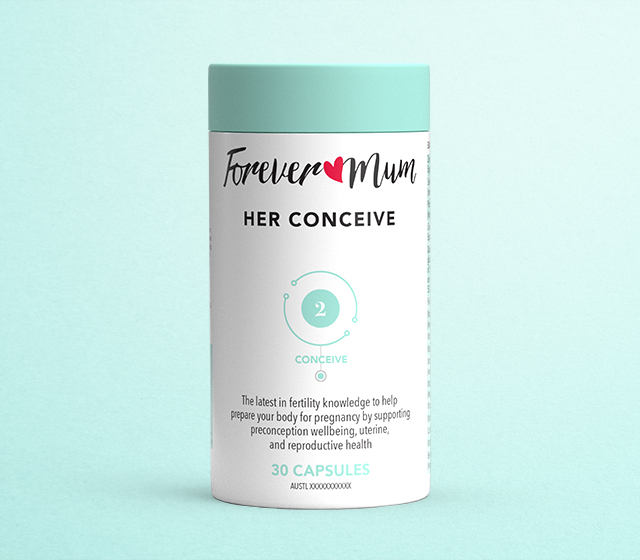 Forever Mum
HER CONCEIVE
2
CONCEIVE
The latest in fertility knowledge to help
prepare your body for pregnancy by supporting
preconception wellbeing, uterine,
and reproductive health
30 CAPSULES
AUSTL XXXXXXXXXXX